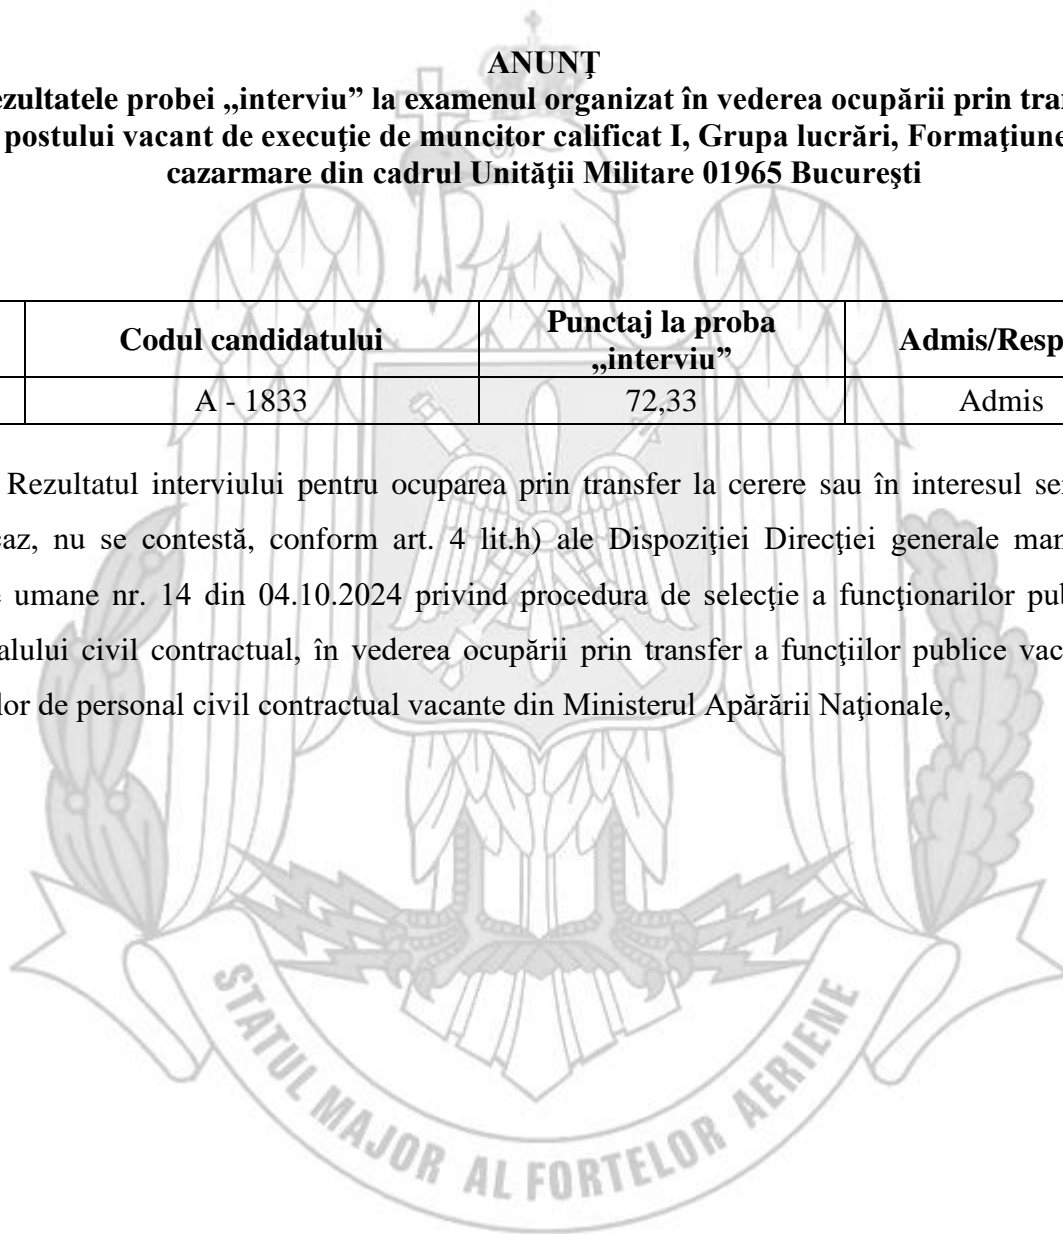 ANUNŢ
ezultatele probei „interviu” la examenul organizat în vederea ocupării prin tran
postului vacant de execuţie de muncitor calificat I, Grupa lucrări, Formaţiune
cazarmare din cadrul Unităţii Militare 01965 Bucureşti
Codul candidatului Punctaj la proba „interviu” Admis/Resp
A - 1833 72,33 Admis
Rezultatul interviului pentru ocuparea prin transfer la cerere sau în interesul se
caz, nu se contestă, conform art. 4 lit.h) ale Dispoziţiei Direcţiei generale man
e umane nr. 14 din 04.10.2024 privind procedura de selecţie a funcţionarilor pub
alului civil contractual, în vederea ocupării prin transfer a funcţiilor publice vac
lor de personal civil contractual vacante din Ministerul Apărării Naţionale,
STATUL MAJOR AL FORTELOR AERIENE